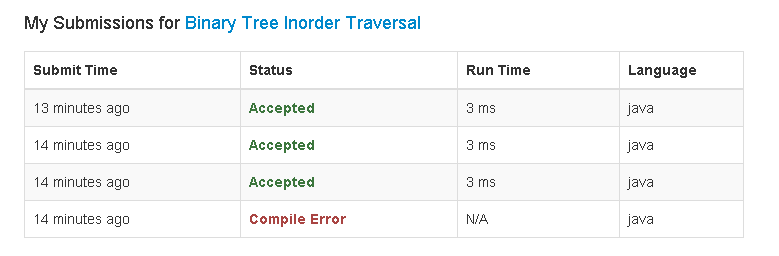 My Submissions for Binary Tree Inorder Traversal
Submit Time Status Run Time Language
13 minutes ago Accepted 3 ms java
14 minutes ago Accepted 3 ms java
14 minutes ago Accepted 3 ms java
14 minutes ago Compile Error N/A java